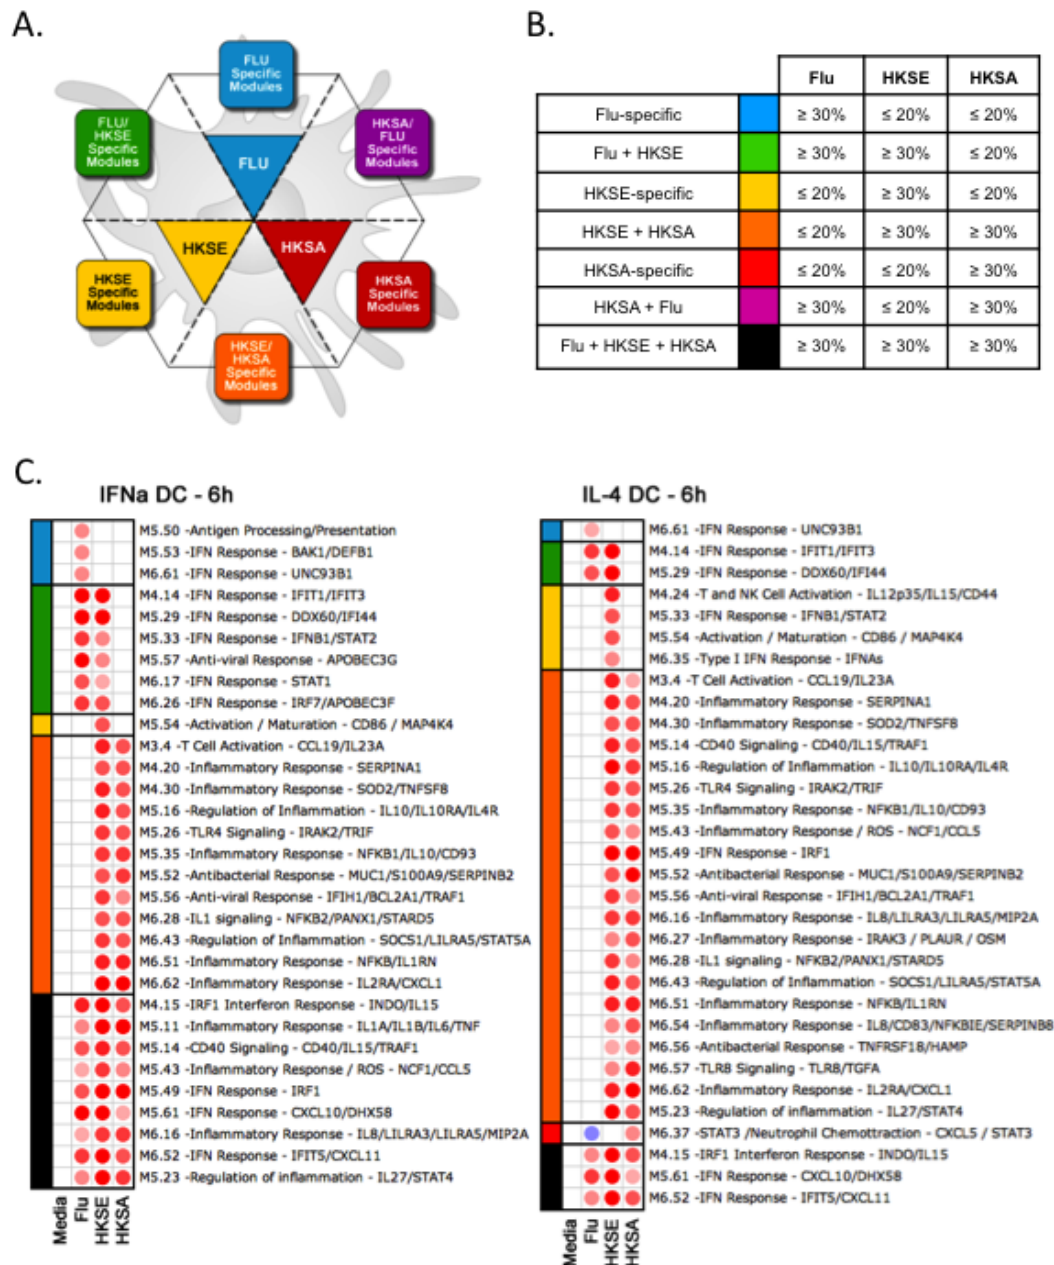 A.
FLU
Specific
Modules
FLU/
HKSE
Specific
Modules
HKSA/
FLU
Specific
Modules
FLU
HKSE
HKSA
HKSE
Specific
Modules
HKSA
Specific
Modules
HKSE/
HKSA
Specific
Modules
B.
Flu HKSE HKSA
Flu-specific ≥ 30% ≤ 20% ≤ 20%
Flu + HKSE ≥ 30% ≥ 30% ≤ 20%
HKSE-specific ≤ 20% ≥ 30% ≤ 20%
HKSE + HKSA ≤ 20% ≥ 30% ≥ 30%
HKSA-specific ≤ 20% ≤ 20% ≥ 30%
HKSA + Flu ≥ 30% ≤ 20% ≥ 30%
Flu + HKSE + HKSA ≥ 30% ≥ 30% ≥ 30%
C.
IFNa DC - 6h
M5.50 -Antigen Processing/Presentation
M5.53 -IFN Response - BAK1/DEFB1
M6.61 -IFN Response - UNC93B1
M4.14 -IFN Response - IFIT1/IFIT3
M5.29 -IFN Response - DDX60/IFI44
M5.33 -IFN Response - IFNB1/STAT2
M5.57 -Anti-viral Response - APOBEC3G
M6.17 -IFN Response - STAT1
M6.26 -IFN Response - IRF7/APOBEC3F
M5.54 -Activation / Maturation - CD86 / MAP4K4
M3.4 -T Cell Activation - CCL19/IL23A
M4.20 -Inflammatory Response - SERPINA1
M4.30 -Inflammatory Response - SOD2/TNFSF8
M5.16 -Regulation of Inflammation - IL10/IL10RA/IL4R
M5.26 -TLR4 Signaling - IRAK2/TRIF
M5.35 -Inflammatory Response - NFKB1/IL10/CD93
M5.52 -Antibacterial Response - MUC1/S100A9/SERPINB2
M5.56 -Anti-viral Response - IFIH1/BCL2A1/TRAF1
M6.28 -IL1 signaling - NFKB2/PANX1/STARD5
M6.43 -Regulation of Inflammation - SOCS1/LILRA5/STAT5A
M6.51 -Inflammatory Response - NFKB/IL1RN
M6.62 -Inflammatory Response - IL2RA/CXCL1
M4.15 -IRF1 Interferon Response - INDO/IL15
M5.11 -Inflammatory Response - IL1A/IL1B/IL6/TNF
M5.14 -CD40 Signaling - CD40/IL15/TRAF1
M5.43 -Inflammatory Response / ROS - NCF1/CCL5
M5.49 -IFN Response - IRF1
M5.61 -IFN Response - CXCL10/DHX58
M6.16 -Inflammatory Response - IL8/LILRA3/LILRA5/MIP2A
M6.52 -IFN Response - IFIT5/CXCL11
M5.23 -Regulation of inflammation - IL27/STAT4
Media
Flu
HKSE
HKSA
IL-4 DC - 6h
M6.61 -IFN Response - UNC93B1
M4.14 -IFN Response - IFIT1/IFIT3
M5.29 -IFN Response - DDX60/IFI44
M4.24 -T and NK Cell Activation - IL12p35/IL15/CD44
M5.33 -IFN Response - IFNB1/STAT2
M5.54 -Activation / Maturation - CD86 / MAP4K4
M6.35 -Type I IFN Response - IFNAs
M3.4 -T Cell Activation - CCL19/IL23A
M4.20 -Inflammatory Response - SERPINA1
M4.30 -Inflammatory Response - SOD2/TNFSF8
M5.14 -CD40 Signaling - CD40/IL15/TRAF1
M5.16 -Regulation of Inflammation - IL10/IL10RA/IL4R
M5.26 -TLR4 Signaling - IRAK2/TRIF
M5.35 -Inflammatory Response - NFKB1/IL10/CD93
M5.43 -Inflammatory Response / ROS - NCF1/CCL5
M5.49 -IFN Response - IRF1
M5.52 -Antibacterial Response - MUC1/S100A9/SERPINB2
M5.56 -Anti-viral Response - IFIH1/BCL2A1/TRAF1
M6.16 -Inflammatory Response - IL8/LILRA3/LILRA5/MIP2A
M6.27 -Inflammatory Response - IRAK3 / PLAUR / OSM
M6.28 -IL1 signaling - NFKB2/PANX1/STARD5
M6.43 -Regulation of Inflammation - SOCS1/LILRA5/STAT5A
M6.51 -Inflammatory Response - NFKB/IL1RN
M6.54 -Inflammatory Response - IL8/CD83/NFKBIE/SERPINB8
M6.56 -Antibacterial Response - TNFRSF18/HAMP
M6.57 -TLR8 Signaling - TLR8/TGFA
M6.62 -Inflammatory Response - IL2RA/CXCL1
M5.23 -Regulation of inflammation - IL27/STAT4
M6.37 -STAT3 /Neutrophil Chemottraction - CXCL5 / STAT3
M4.15 -IRF1 Interferon Response - INDO/IL15
M5.61 -IFN Response - CXCL10/DHX58
M6.52 -IFN Response - IFIT5/CXCL11
Media
Flu
HKSE
HKSA